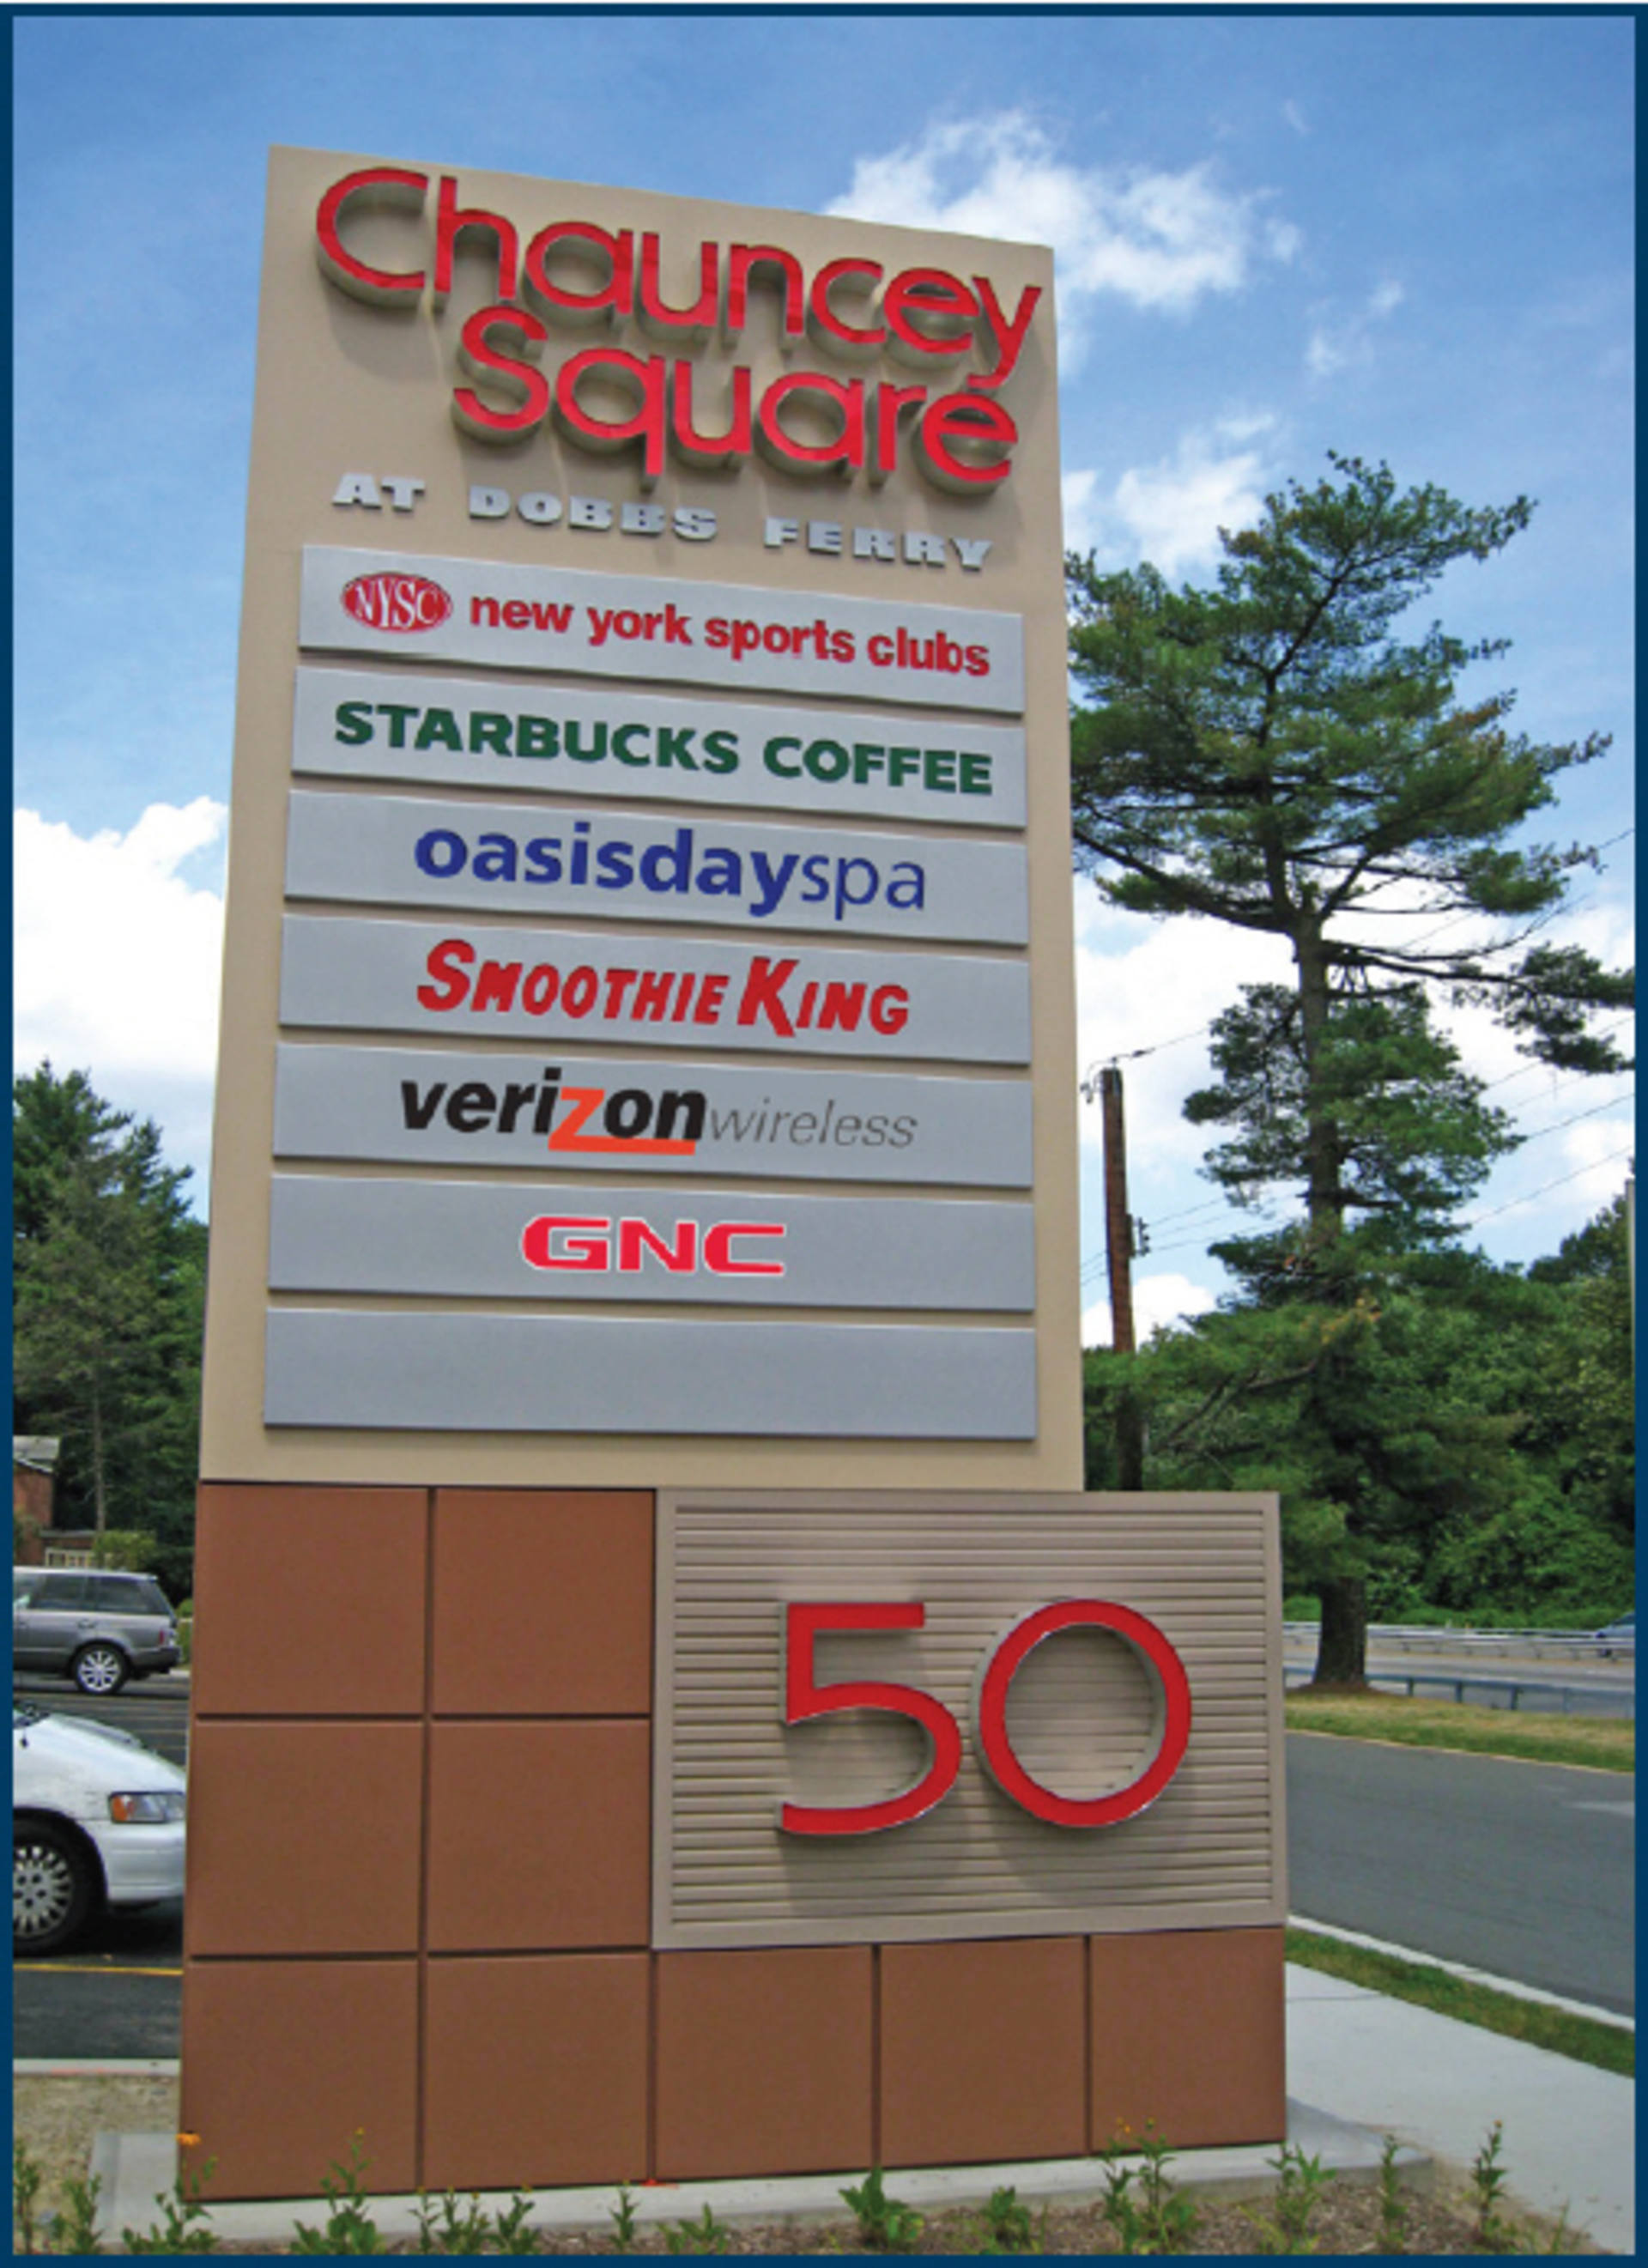 Chauncey
Square
AT DOBBS FERRY
NYSC new york sports clubs
STARBUCKS COFFEE
oasisdayspa
SMOOTHIE KING
verizonwireless
GNC
50